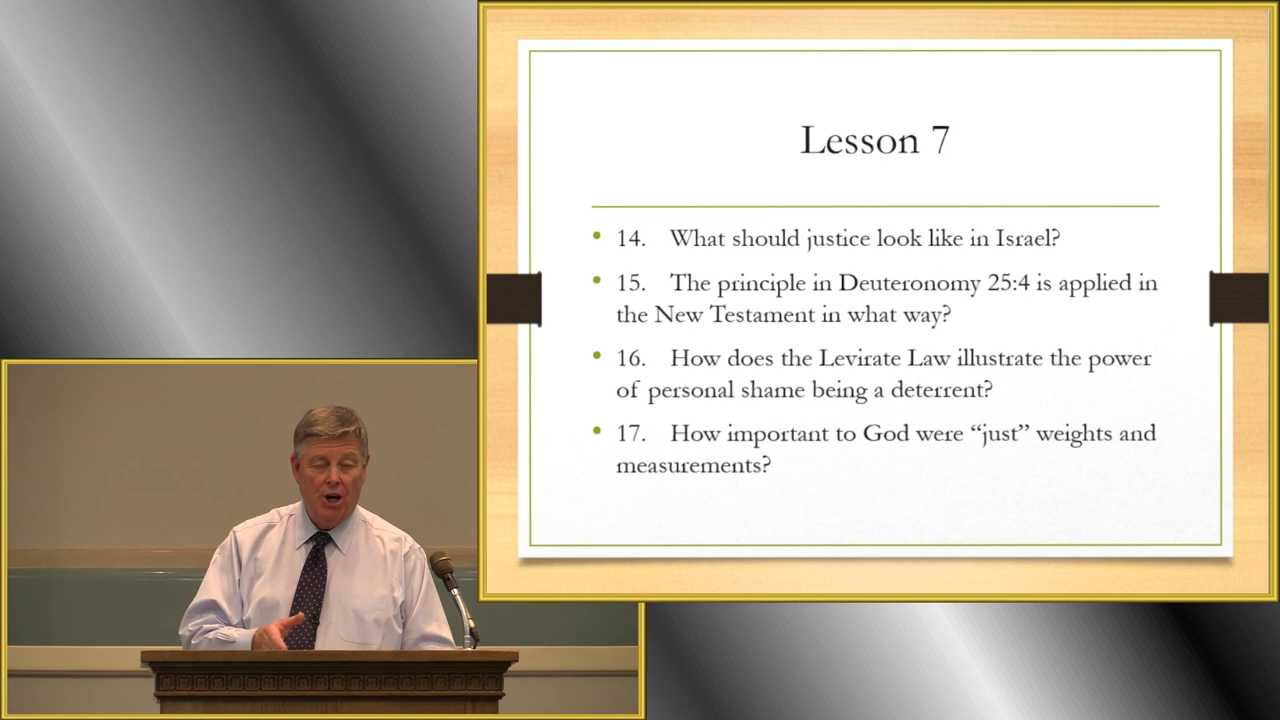 Lesson 7
• 14. What should justice look like in Israel?
• 15. The principle in Deuteronomy 25:4 is applied in
the New Testament in what way?
• 16. How does the Levirate Law illustrate the power
of personal shame being a deterrent?
• 17. How important to God were “just” weights and
measurements?